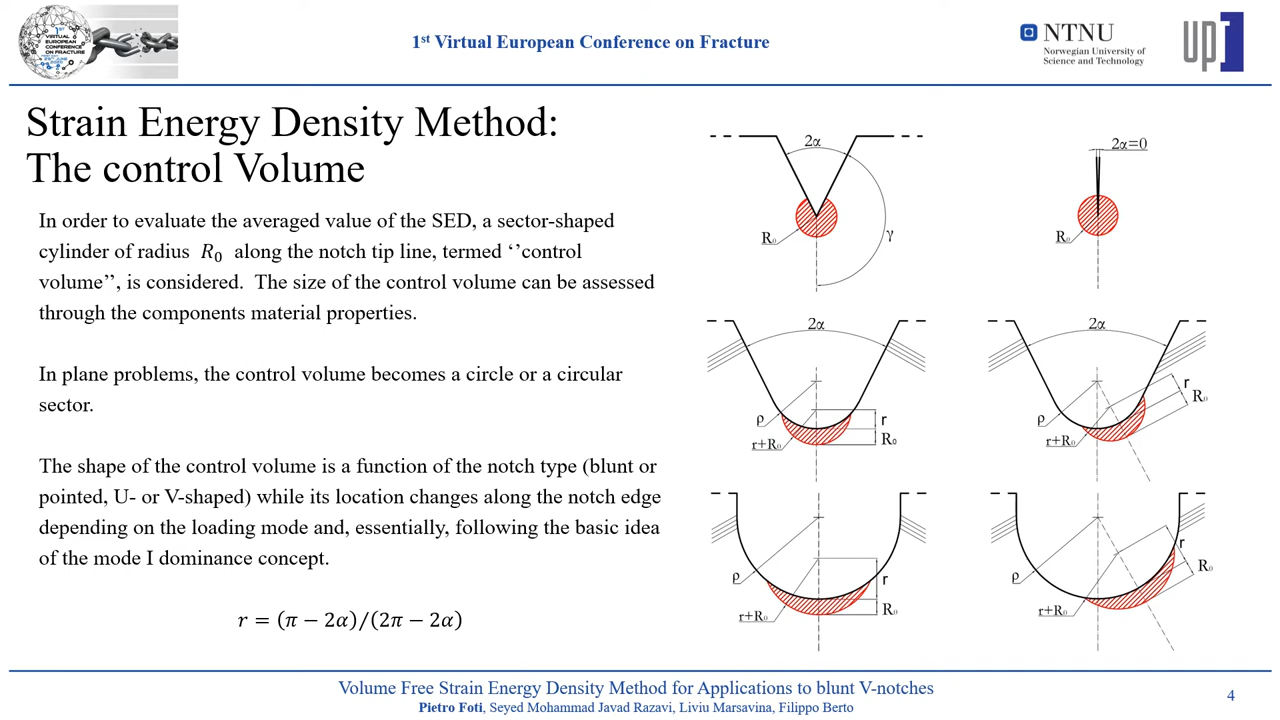 1ST
VIRTUAL
EUROPEAN
CONFERENCE
ON FRACTURE
1st Virtual European Conference on Fracture
NTNU
Norwegian University of
Science and Technology
up
Strain Energy Density Method:
The control Volume
In order to evaluate the averaged value of the SED, a sector-shaped
cylinder of radius R₀ along the notch tip line, termed ‘’control
volume’’, is considered. The size of the control volume can be assessed
through the components material properties.
In plane problems, the control volume becomes a circle or a circular
sector.
The shape of the control volume is a function of the notch type (blunt or
pointed, U- or V-shaped) while its location changes along the notch edge
depending on the loading mode and, essentially, following the basic idea
of the mode I dominance concept.
r = (π − 2α)/(2π − 2α)
2α
R₀
γ
2α=0
R₀
2α
ρ
r
r+R₀
R₀
2α
ρ
r
R₀
r+R₀
ρ
r
r+R₀
R₀
ρ
r
R₀
r+R₀
Volume Free Strain Energy Density Method for Applications to blunt V-notches
Pietro Foti, Seyed Mohammad Javad Razavi, Liviu Marsavina, Filippo Berto
4